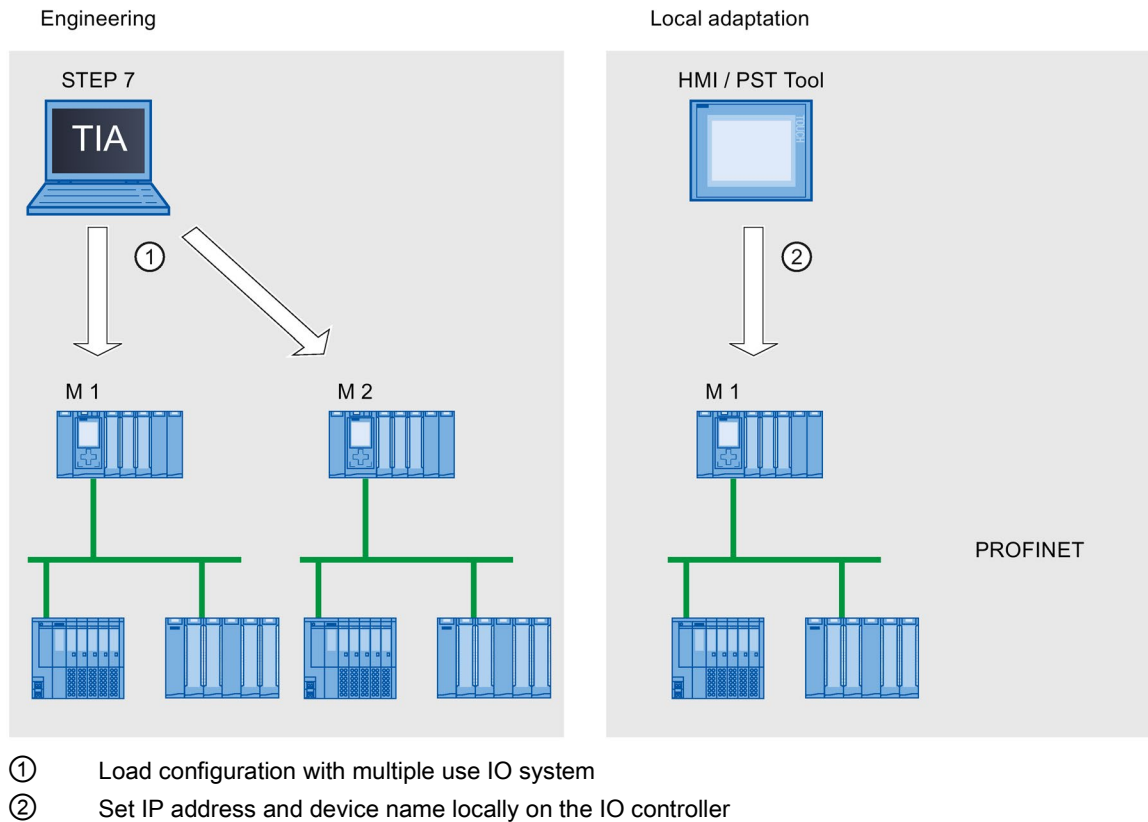 Engineering
Local adaptation
STEP 7
HMI / PST Tool
TIA
①
②
M 1
M 2
M 1
PROFINET
① Load configuration with multiple use IO system
② Set IP address and device name locally on the IO controller